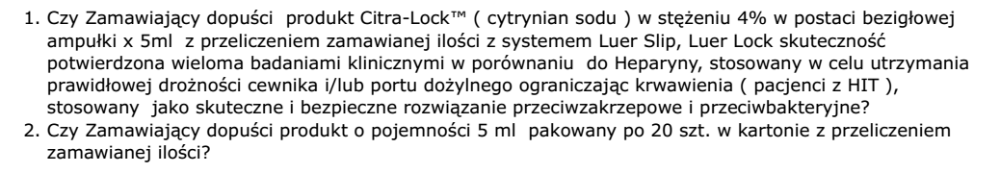 1. Czy Zamawiający dopuści  produkt Citra-Lock™ ( cytrynian sodu ) w stężeniu 4% w postaci bezigłowej
ampułki x 5ml  z przeliczeniem zamawianej ilości z systemem Luer Slip, Luer Lock skuteczność
potwierdzona wieloma badaniami klinicznymi w porównaniu  do Heparyny, stosowany w celu utrzymania
prawidłowej drożności cewnika i/lub portu dożylnego ograniczając krwawienia ( pacjenci z HIT ),
stosowany  jako skuteczne i bezpieczne rozwiązanie przeciwzakrzepowe i przeciwbakteryjne?
2. Czy Zamawiający dopuści produkt o pojemności 5 ml  pakowany po 20 szt. w kartonie z przeliczeniem
zamawianej ilości?